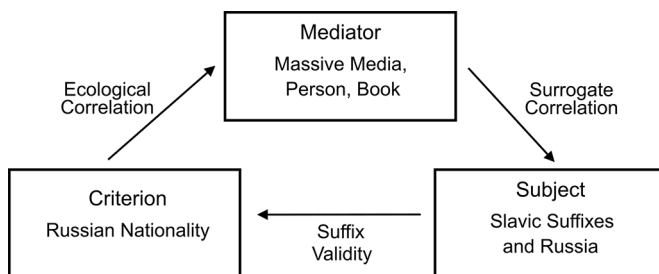 Mediator
Massive Media,
Person, Book
Ecological
Correlation
Surrogate
Correlation
Criterion
Russian Nationality
Suffix
Validity
Subject
Slavic Suffixes
and Russia